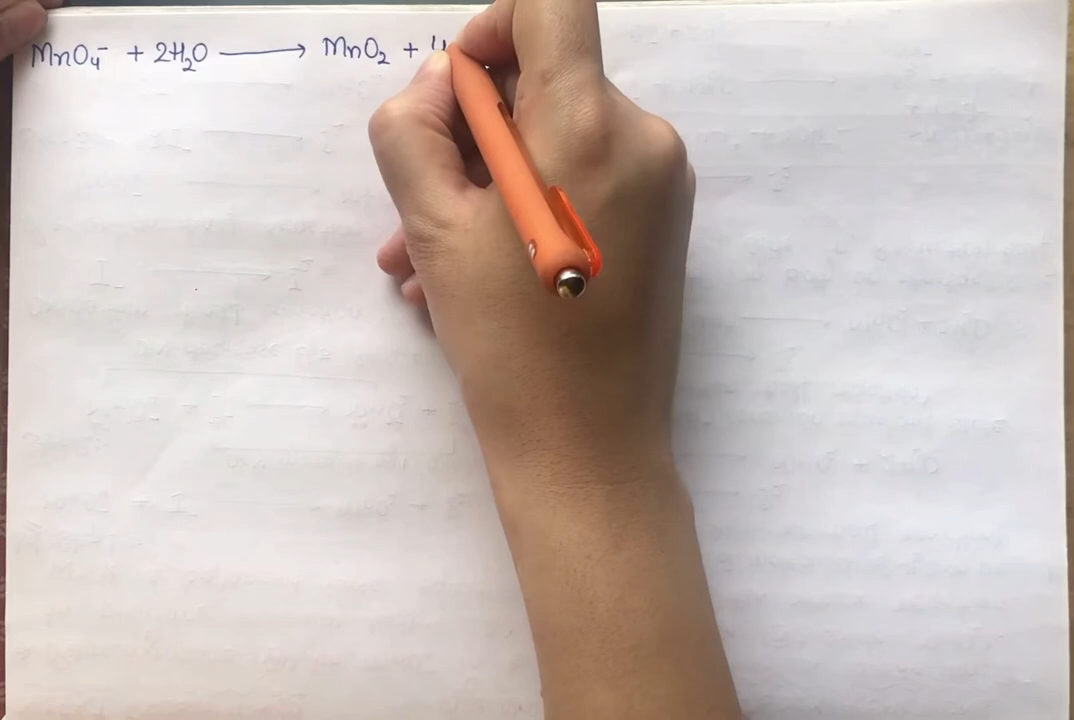 MnO₄⁻ + 2H₂O ⟶ MnO₂ +